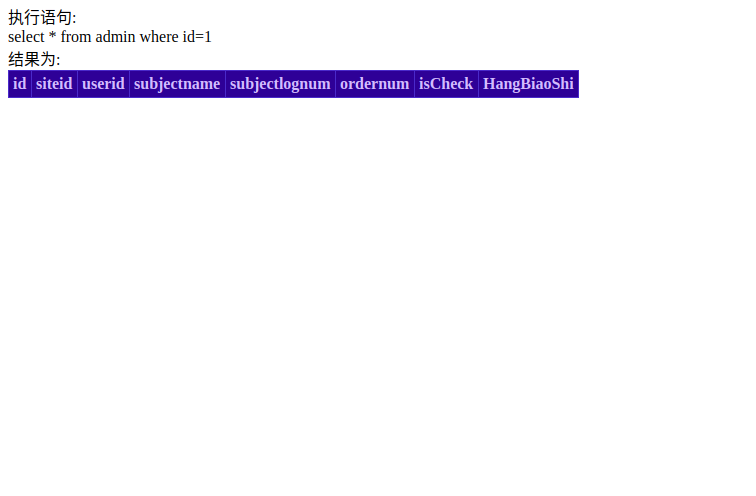 执行语句:
select * from admin where id=1
结果为:
id siteid userid subjectname subjectlognum ordernum isCheck HangBiaoShi